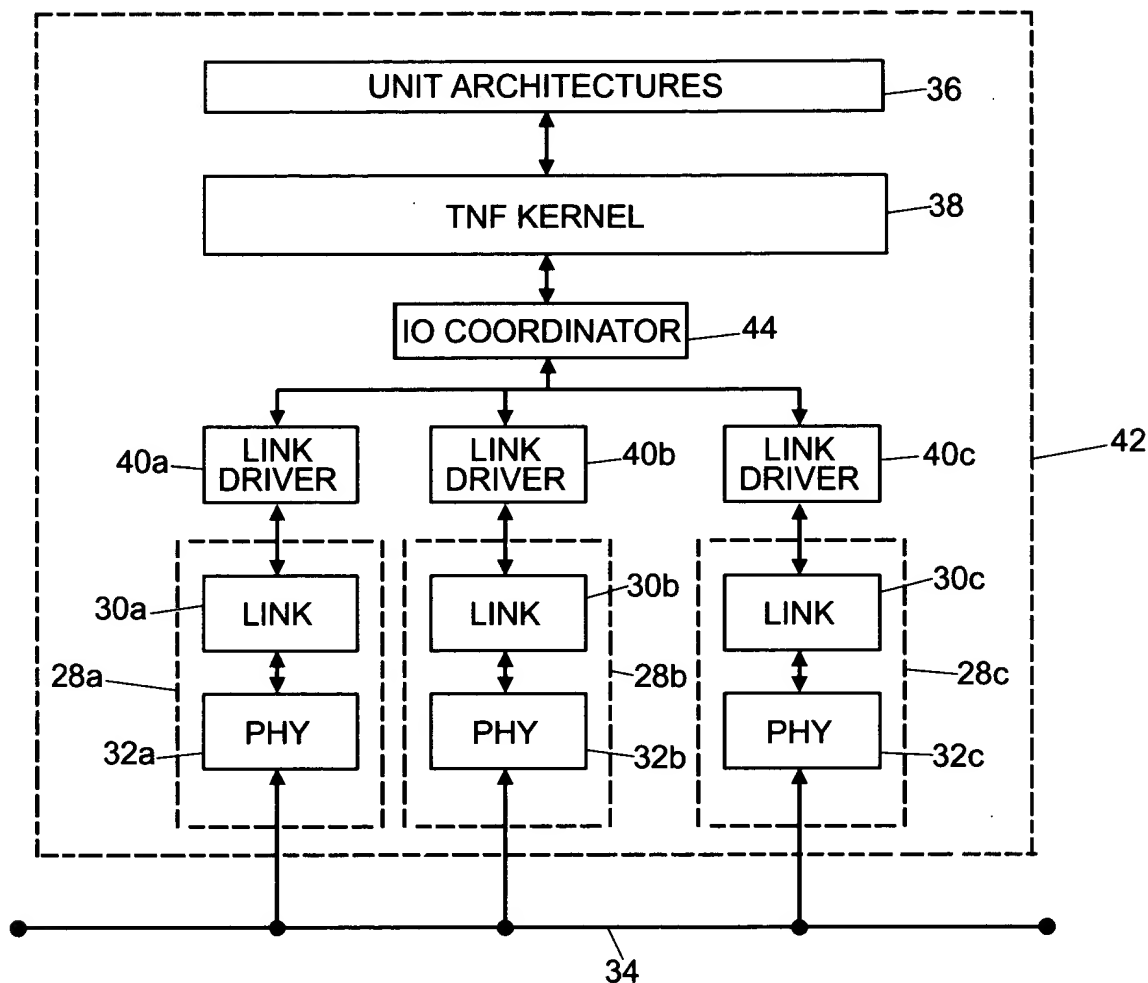 UNIT ARCHITECTURES
36
TNF KERNEL
38
IO COORDINATOR
44
40a
LINK
DRIVER
LINK
DRIVER
40b
LINK
DRIVER
40c
42
30a
LINK
LINK
30b
LINK
30c
28a
28b
28c
32a
PHY
PHY
32b
PHY
32c
34